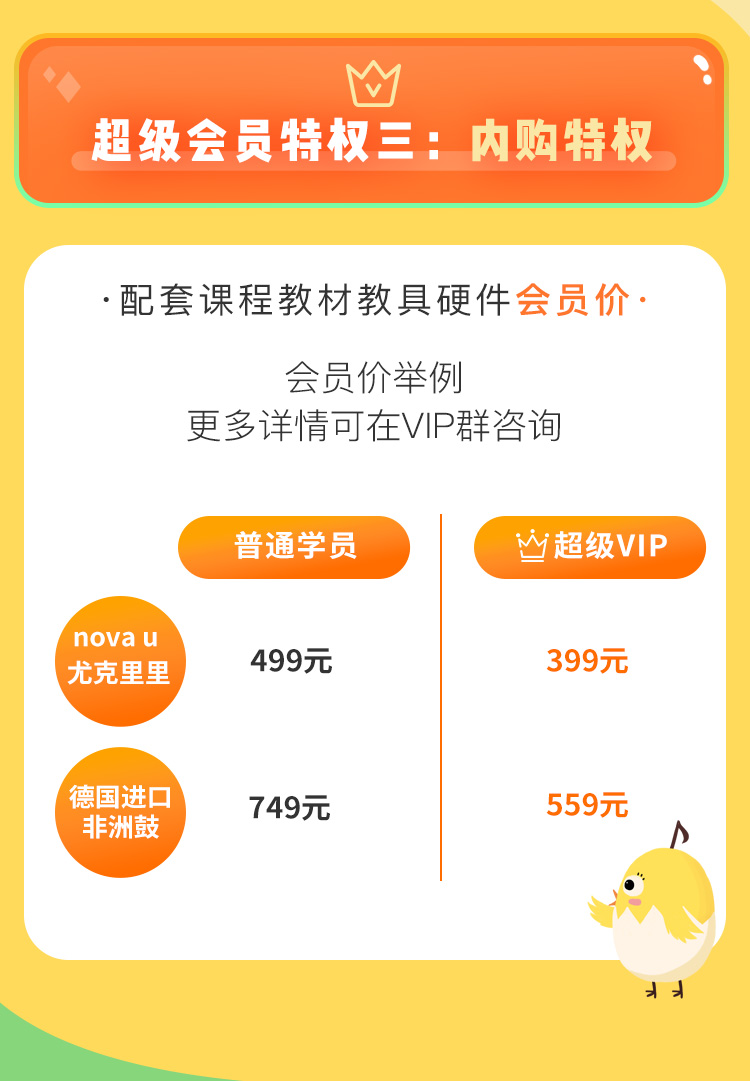 超级会员特权三：内购特权
·配套课程教材教具硬件会员价·
会员价举例
更多详情可在VIP群咨询
普通学员
超级VIP
nova u
尤克里里
499元
399元
德国进口
非洲鼓
749元
559元